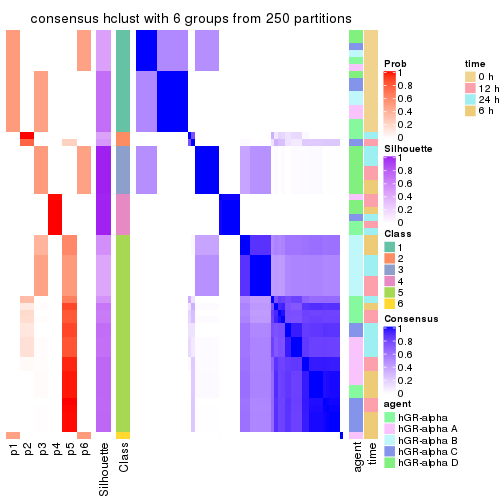 consensus hclust with 6 groups from 250 partitions
Prob
1
0.8
0.6
0.4
0.2
0
Silhouette
1
0.8
0.6
0.4
0.2
0
Class
1
2
3
4
5
6
Consensus
1
0.8
0.6
0.4
0.2
0
agent
hGR-alpha
hGR-alpha A
hGR-alpha B
hGR-alpha C
hGR-alpha D
time
0 h
12 h
24 h
6 h
p1
p2
p3
p4
p5
p6
Silhouette
Class
agent
time